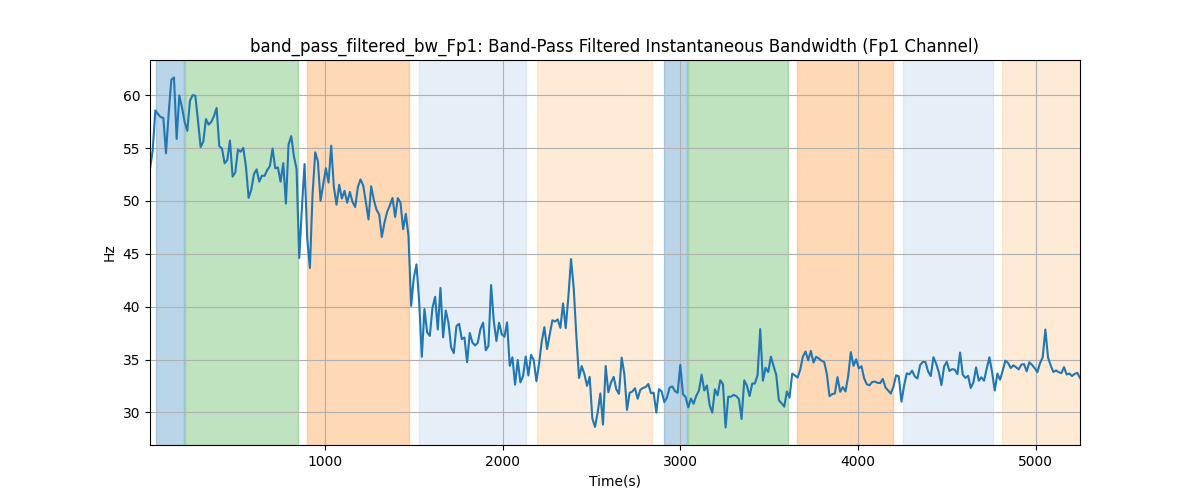 band_pass_filtered_bw_Fp1: Band-Pass Filtered Instantaneous Bandwidth (Fp1 Channel)
60
55
50
45
40
35
30
Hz
1000 2000 3000 4000 5000
Time(s)